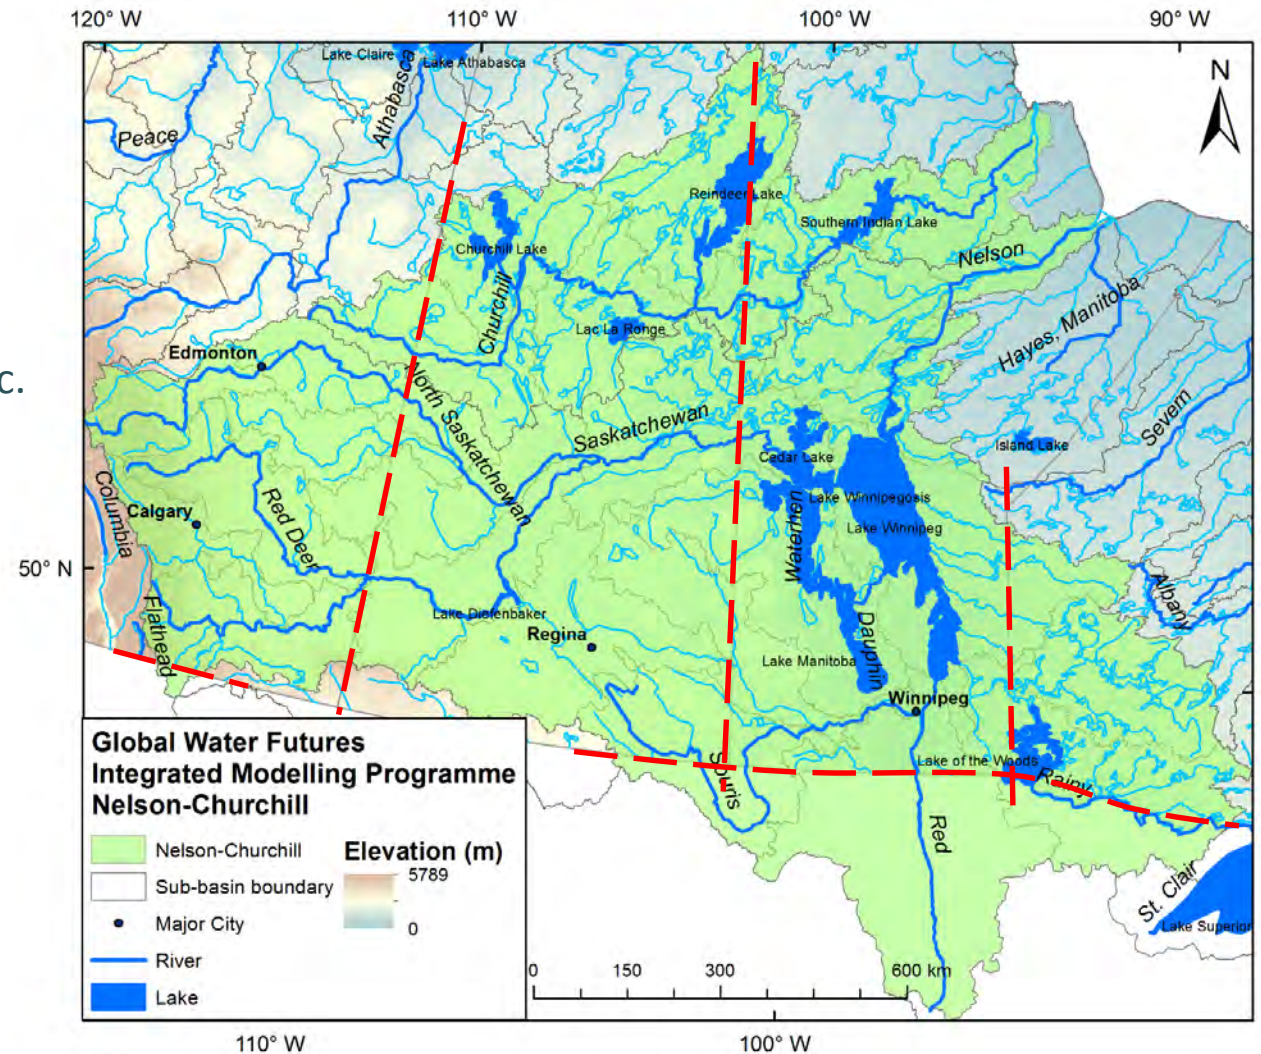 120° W
110° W
100° W
90° W
Lake Claire
Lake Athabasca
Athabasca
Peace
N
Reindeer Lake
Southern Indian Lake
Churchill Lake
Nelson
Churchill
Hayes, Manitoba
Lac La Ronge
Edmonton
c.
North Saskatchewan
Saskatchewan
Severn
Island Lake
Cedar Lake
Columbia
Calgary
Red Deer
Lake Winnipegosis
Waterhen
Lake Winnipeg
50° N
Albany
Flathead
Lake Diefenbaker
Regina
Dauphin
Lake Manitoba
Winnipeg
Lake of the Woods
Rainy
Souris
Red
St. Clair
Lake Superior
Global Water Futures
Integrated Modelling Programme
Nelson-Churchill
Nelson-Churchill
Sub-basin boundary
Major City
River
Lake
Elevation (m)
5789
0
0 150 300 600 km
110° W
100° W